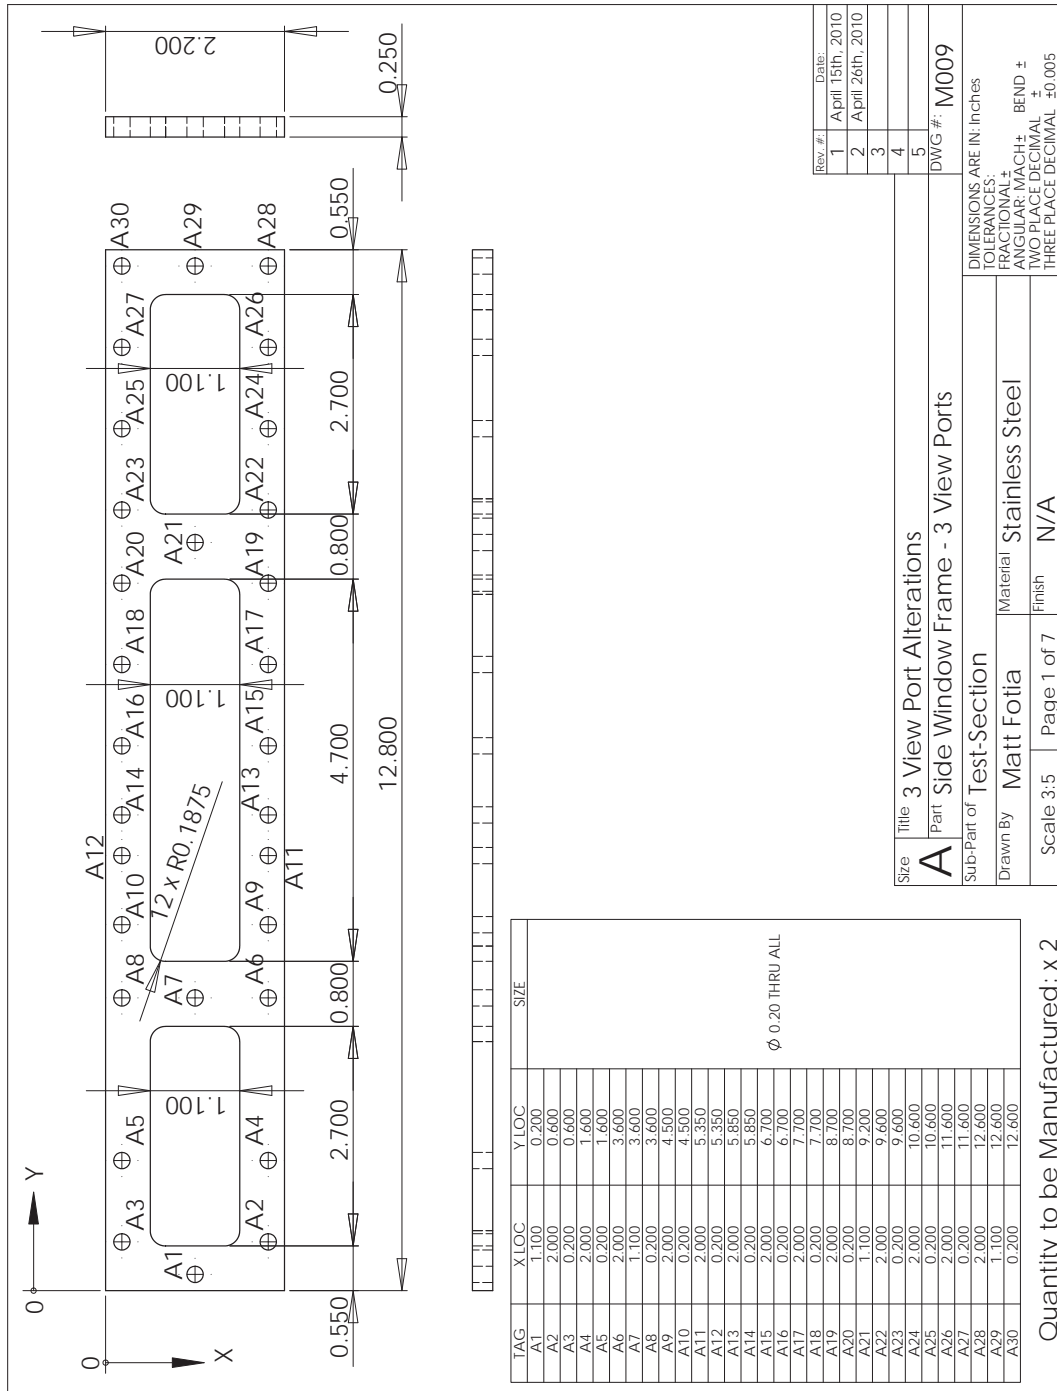 0 Y
0
X
2.200
0.250
A12
A3 A5 A8 A10 A14 A16 A18 A20 A23 A25 A27 A30
A1 A7 A21 A29
12 x R0.1875
1.100 1.100 1.100
A2 A4 A6 A9 A13 A15 A17 A19 A22 A24 A26 A28
A11
0.550 2.700 0.800 4.700 0.800 2.700 0.550
12.800
TAG X LOC Y LOC SIZE
A1 1.100 0.200
A2 2.000 0.600
A3 0.200 0.600
A4 2.000 1.600
A5 0.200 1.600
A6 2.000 3.600
A7 1.100 3.600
A8 0.200 3.600
A9 2.000 4.500
A10 0.200 4.500
A11 2.000 5.350
A12 0.200 5.350
A13 2.000 5.850
A14 0.200 5.850
A15 2.000 6.700 Ø 0.20 THRU ALL
A16 0.200 6.700
A17 2.000 7.700
A18 0.200 7.700
A19 2.000 8.700
A20 0.200 8.700
A21 1.100 9.200
A22 2.000 9.600
A23 0.200 9.600
A24 2.000 10.600
A25 0.200 10.600
A26 2.000 11.600
A27 0.200 11.600
A28 2.000 12.600
A29 1.100 12.600
A30 0.200 12.600
Quantity to be Manufactured: x 2
Rev. #: Date:
1 April 15th, 2010
2 April 26th, 2010
3
4
5
Size A
Title 3 View Port Alterations
Part Side Window Frame - 3 View Ports
DWG #: M009
Sub-Part of Test-Section
Drawn By Matt Fotia
Material Stainless Steel
Scale 3:5 Page 1 of 7
Finish N/A
DIMENSIONS ARE IN: Inches
TOLERANCES:
FRACTIONAL±
ANGULAR: MACH± BEND ±
TWO PLACE DECIMAL ±
THREE PLACE DECIMAL ±0.005